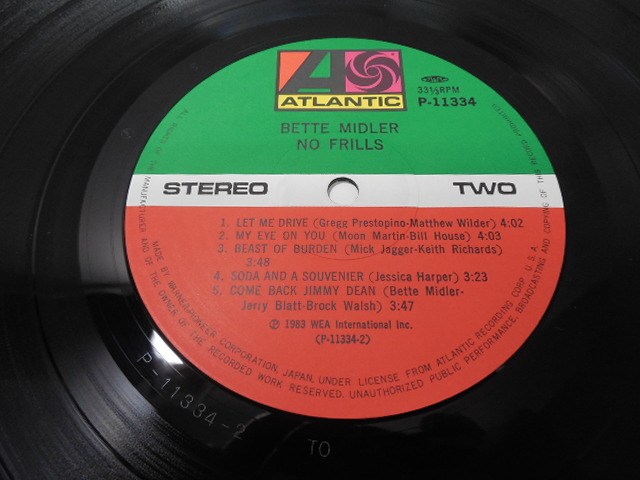 ATLANTIC
33⅓RPM
P-11334
BETTE MIDLER
NO FRILLS
STEREO TWO
1. LET ME DRIVE (Gregg Prestopino-Matthew Wilder) 4:02
2. MY EYE ON YOU (Moon Martin-Bill House) 4:03
3. BEAST OF BURDEN (Mick Jagger-Keith Richards)
3:48
4. SODA AND A SOUVENIER (Jessica Harper) 3:23
5. COME BACK JIMMY DEAN (Bette Midler-
Jerry Blatt-Brock Walsh) 3:47
℗ 1983 WEA International Inc.
(P-11334-2)
ALL RIGHTS OF THE MANUFACTURER AND OF THE OWNER OF THE RECORDED WORK RESERVED. UNAUTHORIZED PUBLIC PERFORMANCE, BROADCASTING AND COPYING OF THIS RECORD PROHIBITED
MADE BY WARNER-PIONEER CORPORATION, JAPAN, UNDER LICENSE FROM ATLANTIC RECORDING CORP. U.S.A.
P-11334-2
TO